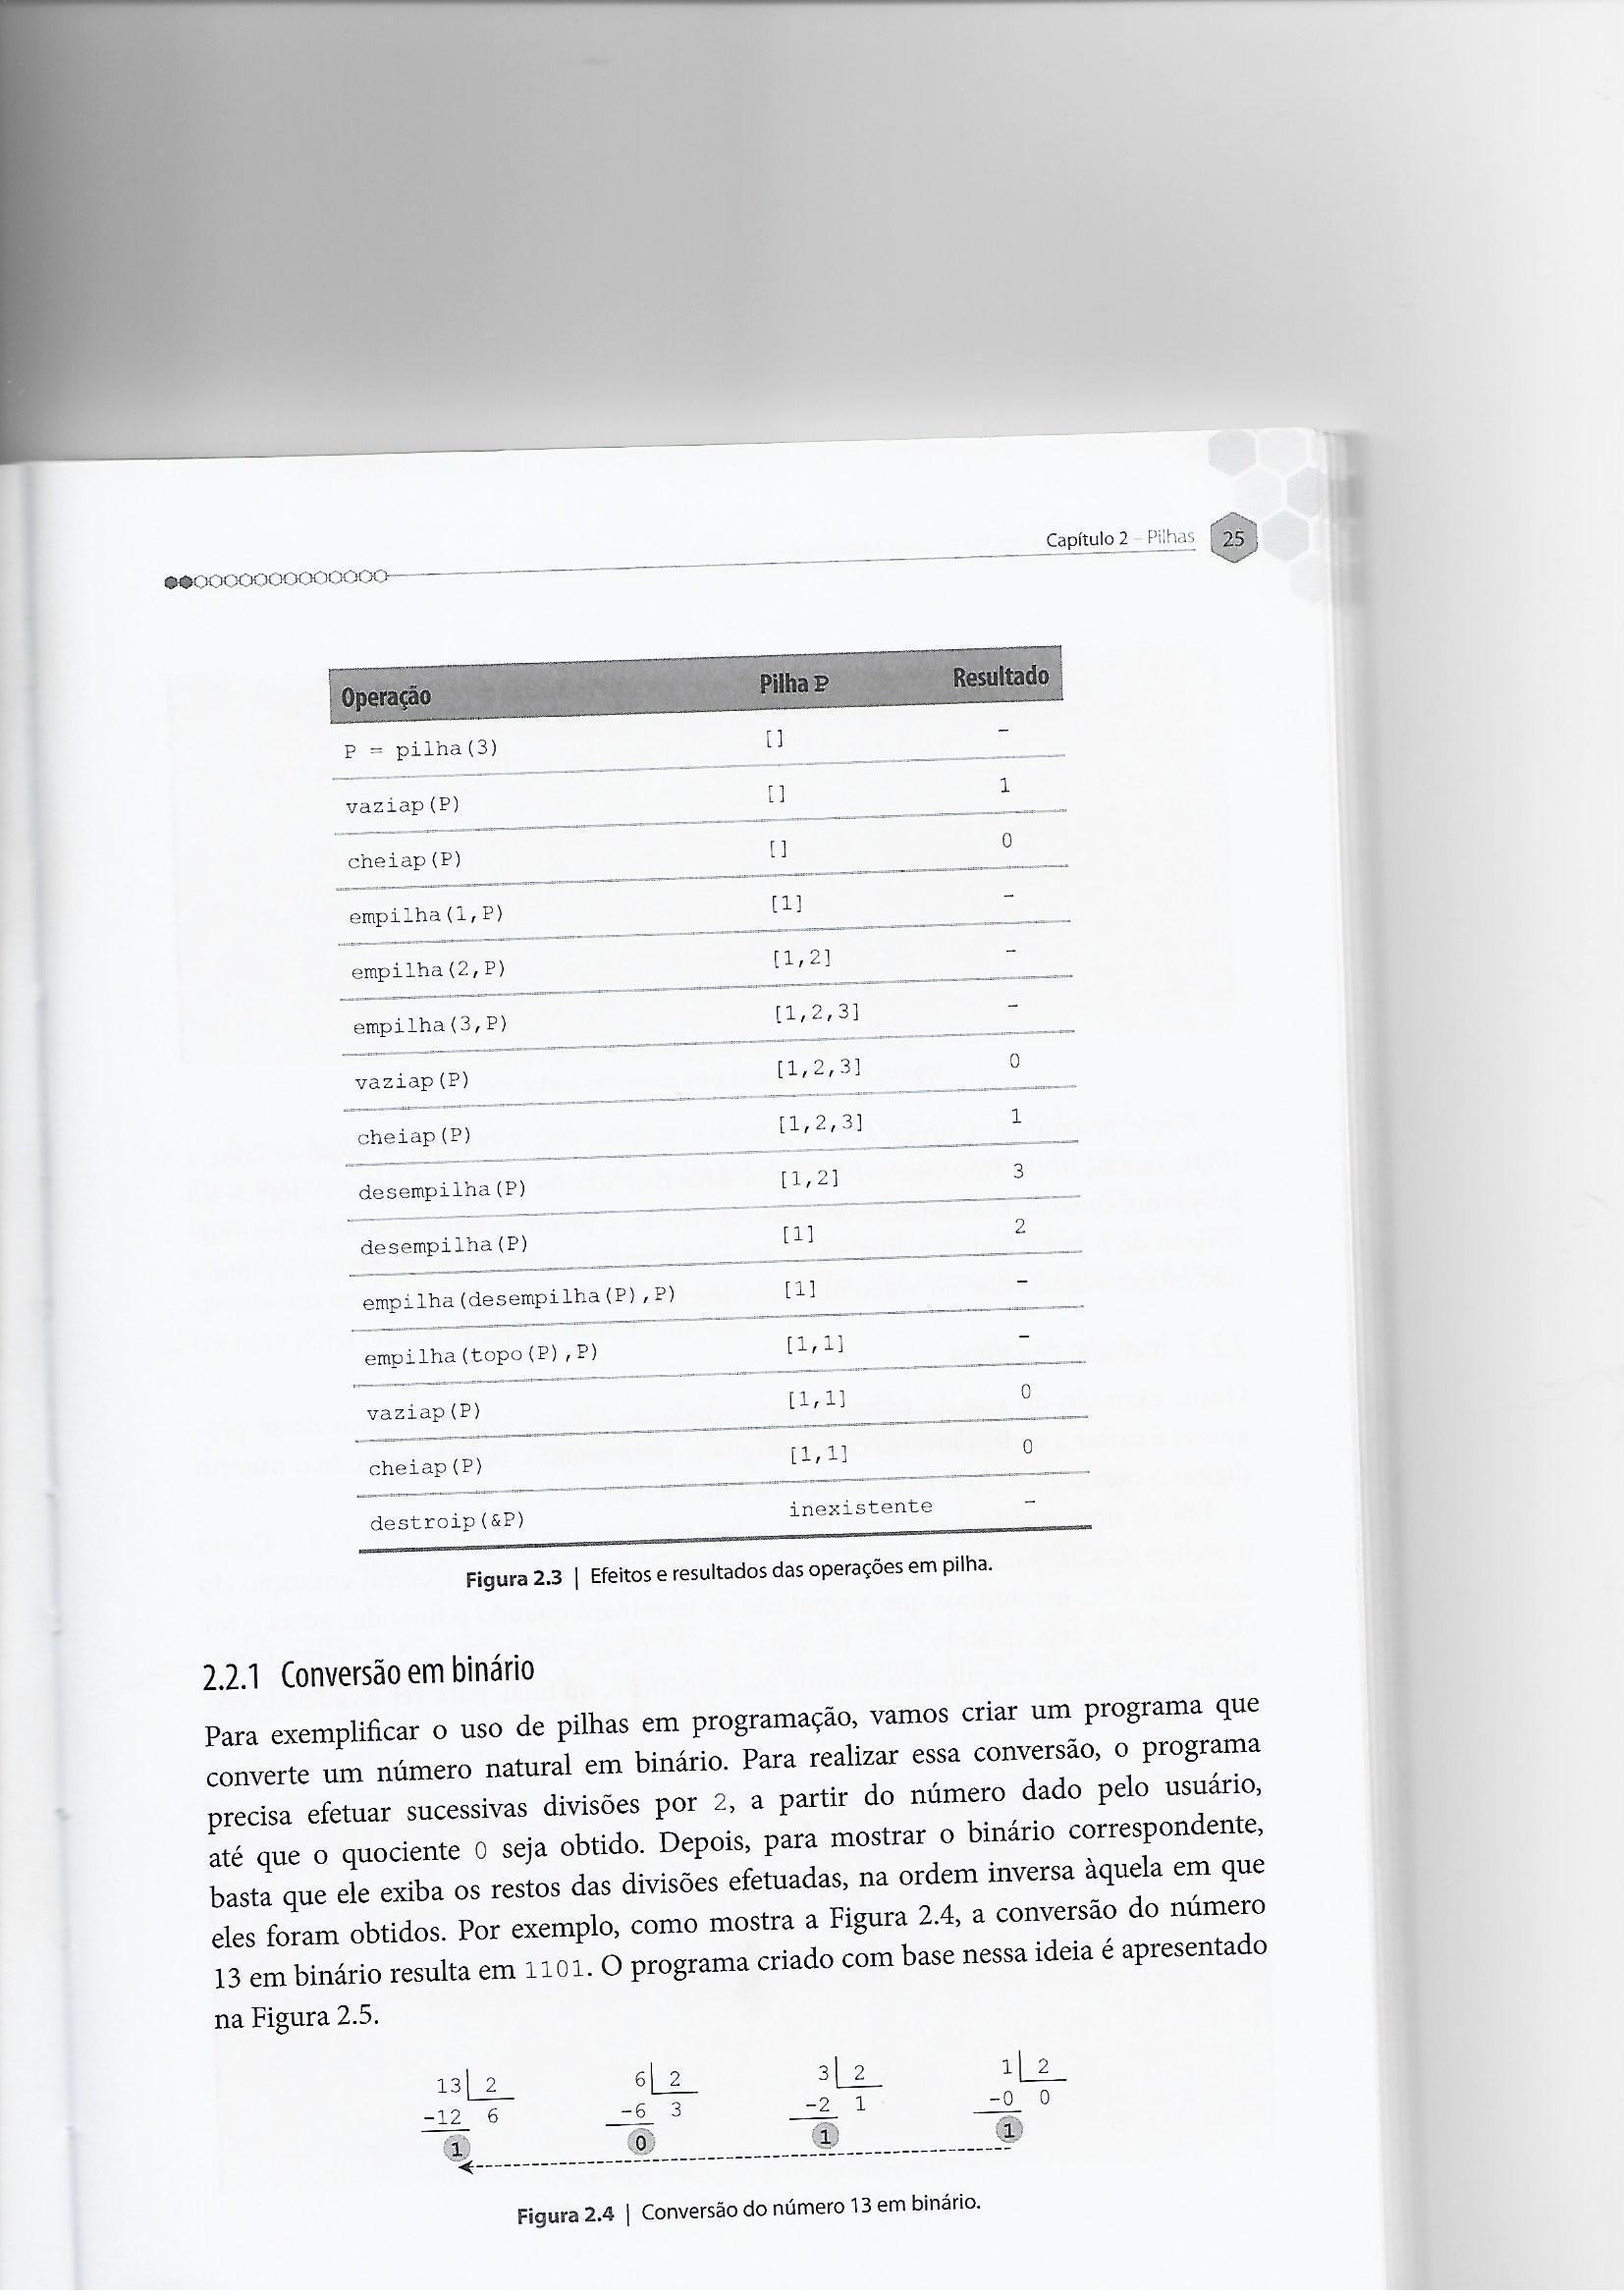 Capítulo 2 - Pilhas 25
Operação Pilha P Resultado
P = pilha(3) [] -
vaziap(P) [] 1
cheiap(P) [] 0
empilha(1,P) [1] -
empilha(2,P) [1,2] -
empilha(3,P) [1,2,3] -
vaziap(P) [1,2,3] 0
cheiap(P) [1,2,3] 1
desempilha(P) [1,2] 3
desempilha(P) [1] 2
empilha(desempilha(P),P) [1] -
empilha(topo(P),P) [1,1] -
vaziap(P) [1,1] 0
cheiap(P) [1,1] 0
destroip(&P) inexistente -
Figura 2.3 | Efeitos e resultados das operações em pilha.
2.2.1 Conversão em binário
Para exemplificar o uso de pilhas em programação, vamos criar um programa que
converte um número natural em binário. Para realizar essa conversão, o programa
precisa efetuar sucessivas divisões por 2, a partir do número dado pelo usuário,
até que o quociente 0 seja obtido. Depois, para mostrar o binário correspondente,
basta que ele exiba os restos das divisões efetuadas, na ordem inversa àquela em que
eles foram obtidos. Por exemplo, como mostra a Figura 2.4, a conversão do número
13 em binário resulta em 1101. O programa criado com base nessa ideia é apresentado
na Figura 2.5.
13 2 6 2 3 2 1 2
-12 6 -6 3 -2 1 -0 0
1 0 1 1
Figura 2.4 | Conversão do número 13 em binário.